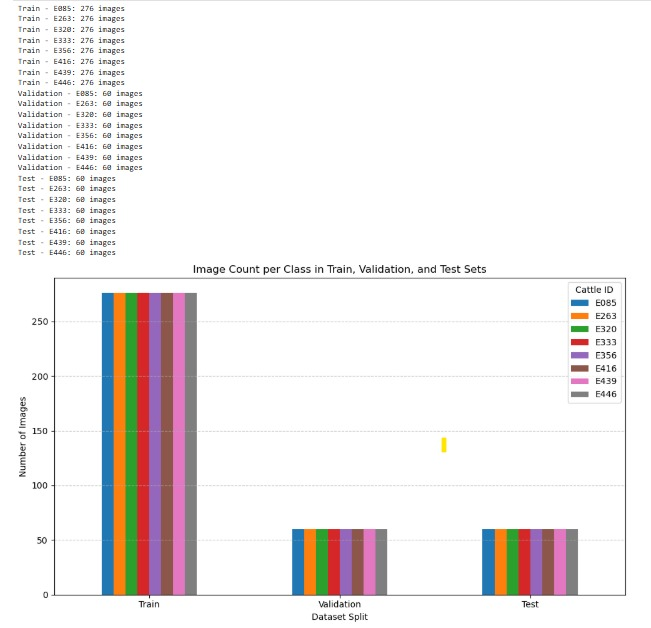 Train - E085: 276 images
Train - E263: 276 images
Train - E320: 276 images
Train - E333: 276 images
Train - E356: 276 images
Train - E416: 276 images
Train - E439: 276 images
Train - E446: 276 images
Validation - E085: 60 images
Validation - E263: 60 images
Validation - E320: 60 images
Validation - E333: 60 images
Validation - E356: 60 images
Validation - E416: 60 images
Validation - E439: 60 images
Validation - E446: 60 images
Test - E085: 60 images
Test - E263: 60 images
Test - E320: 60 images
Test - E333: 60 images
Test - E356: 60 images
Test - E416: 60 images
Test - E439: 60 images
Test - E446: 60 images
Image Count per Class in Train, Validation, and Test Sets
Cattle ID
E085
E263
E320
E333
E356
E416
E439
E446
Number of Images
250
200
150
100
50
0
Train
Validation
Test
Dataset Split